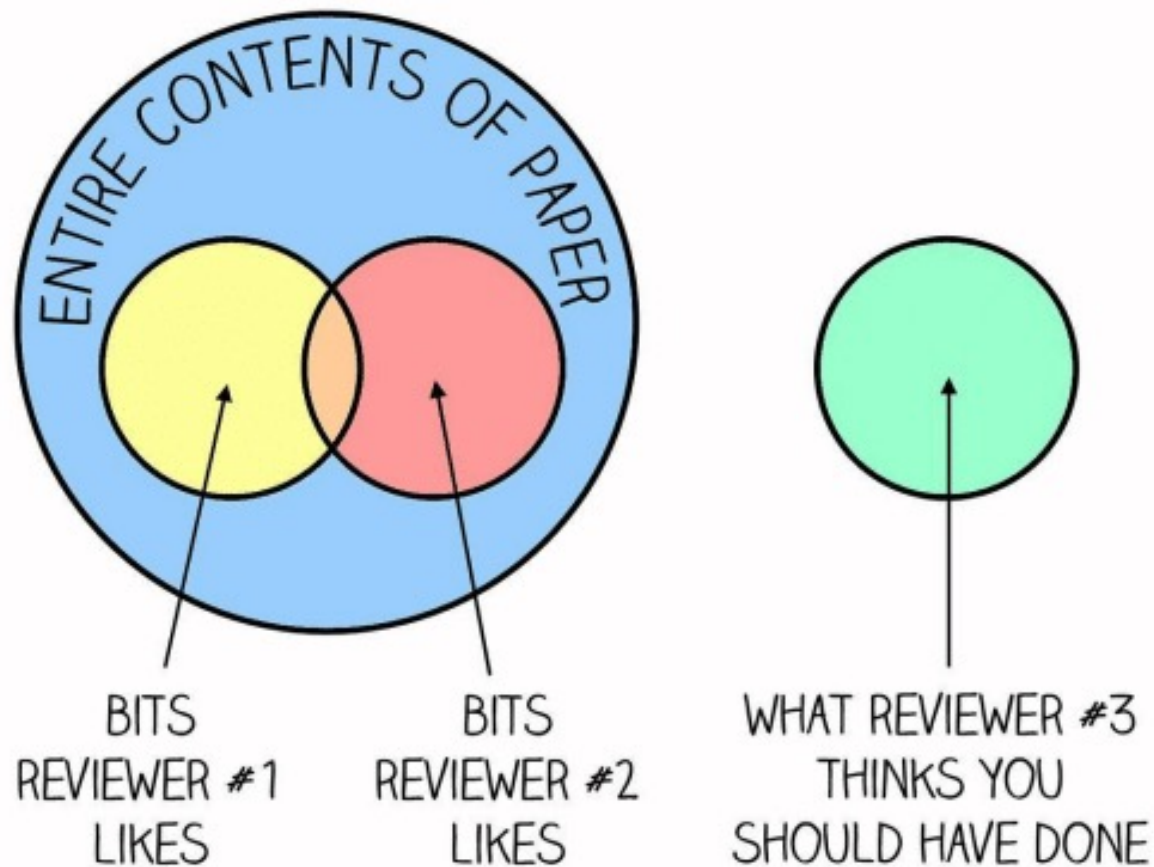 ENTIRE CONTENTS OF PAPER
BITS
REVIEWER #1
LIKES
BITS
REVIEWER #2
LIKES
WHAT REVIEWER #3
THINKS YOU
SHOULD HAVE DONE